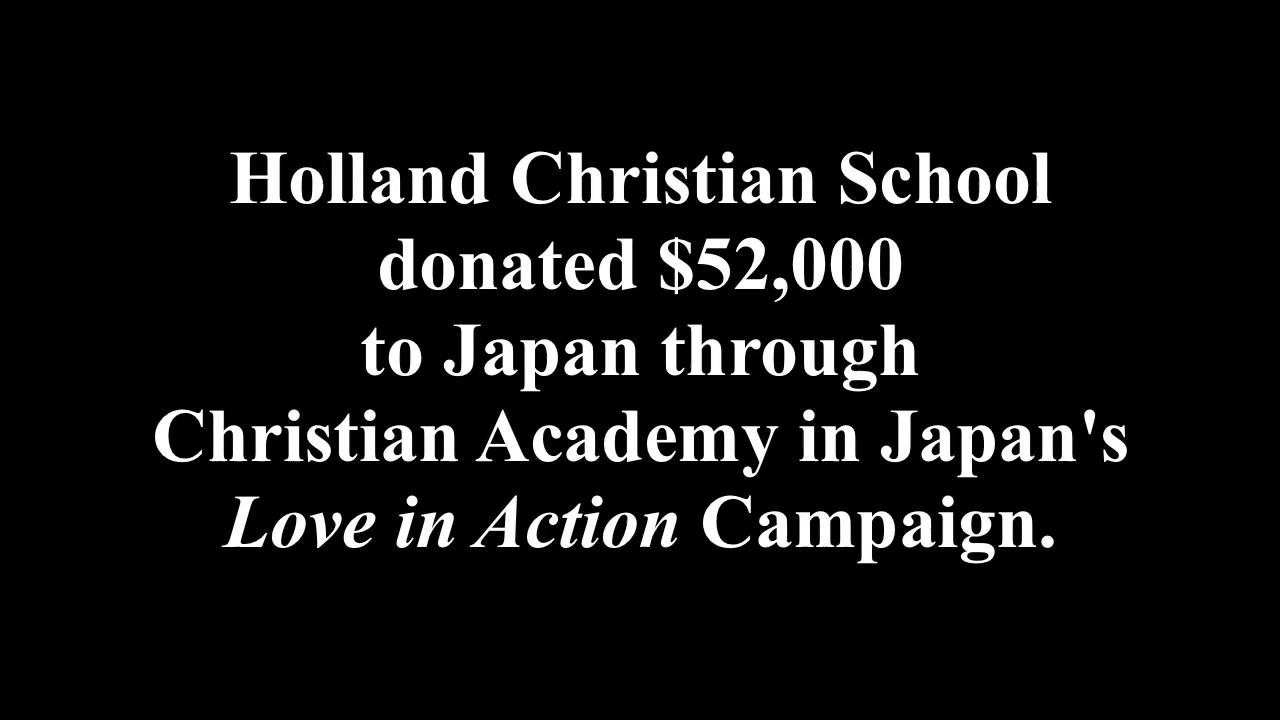 Holland Christian School
donated $52,000
to Japan through
Christian Academy in Japan's
Love in Action Campaign.